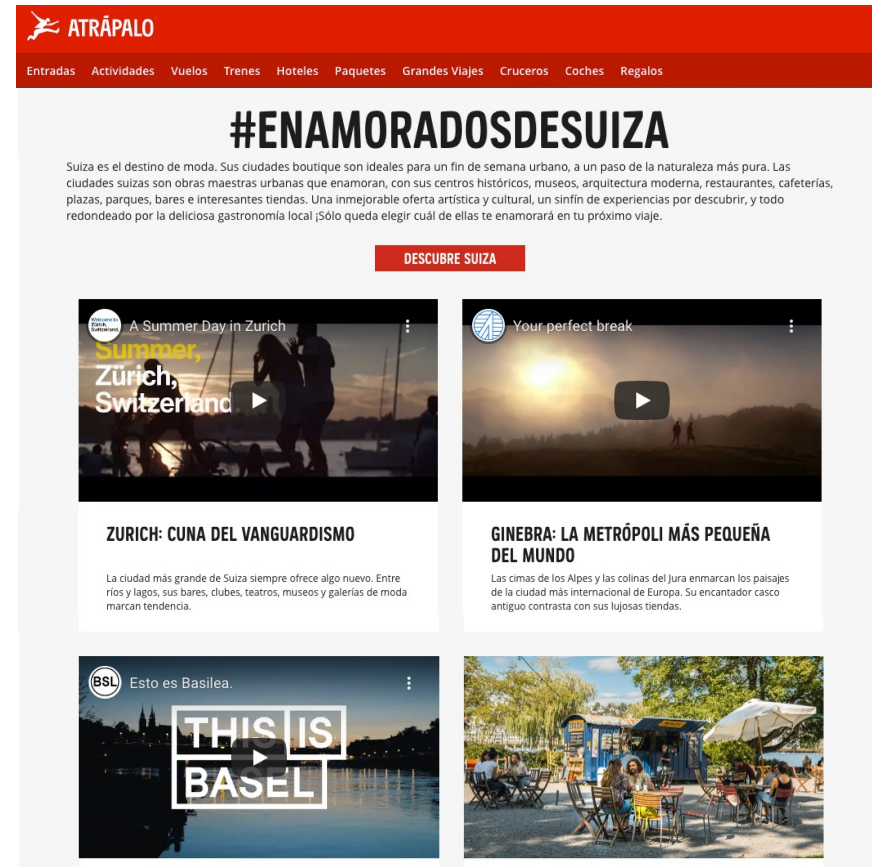 ATRÁPALO
Entradas Actividades Vuelos Trenes Hoteles Paquetes Grandes Viajes Cruceros Coches Regalos
#ENAMORADOSDESUIZA
Suiza es el destino de moda. Sus ciudades boutique son ideales para un fin de semana urbano, a un paso de la naturaleza más pura. Las
ciudades suizas son obras maestras urbanas que enamoran, con sus centros históricos, museos, arquitectura moderna, restaurantes, cafeterías,
plazas, parques, bares e interesantes tiendas. Una inmejorable oferta artística y cultural, un sinfín de experiencias por descubrir, y todo
redondeado por la deliciosa gastronomía local ¡Sólo queda elegir cuál de ellas te enamorará en tu próximo viaje.
DESCUBRE SUIZA
Welcome to
Zürich,
Switzerland.
A Summer Day in Zurich
Summer,
Zürich,
Switzerland.
Your perfect break
ZURICH: CUNA DEL VANGUARDISMO
La ciudad más grande de Suiza siempre ofrece algo nuevo. Entre
ríos y lagos, sus bares, clubes, teatros, museos y galerías de moda
marcan tendencia.
GINEBRA: LA METRÓPOLI MÁS PEQUEÑA
DEL MUNDO
Las cimas de los Alpes y las colinas del Jura enmarcan los paisajes
de la ciudad más internacional de Europa. Su encantador casco
antiguo contrasta con sus lujosas tiendas.
BSL
Esto es Basilea.
THIS IS
BASEL